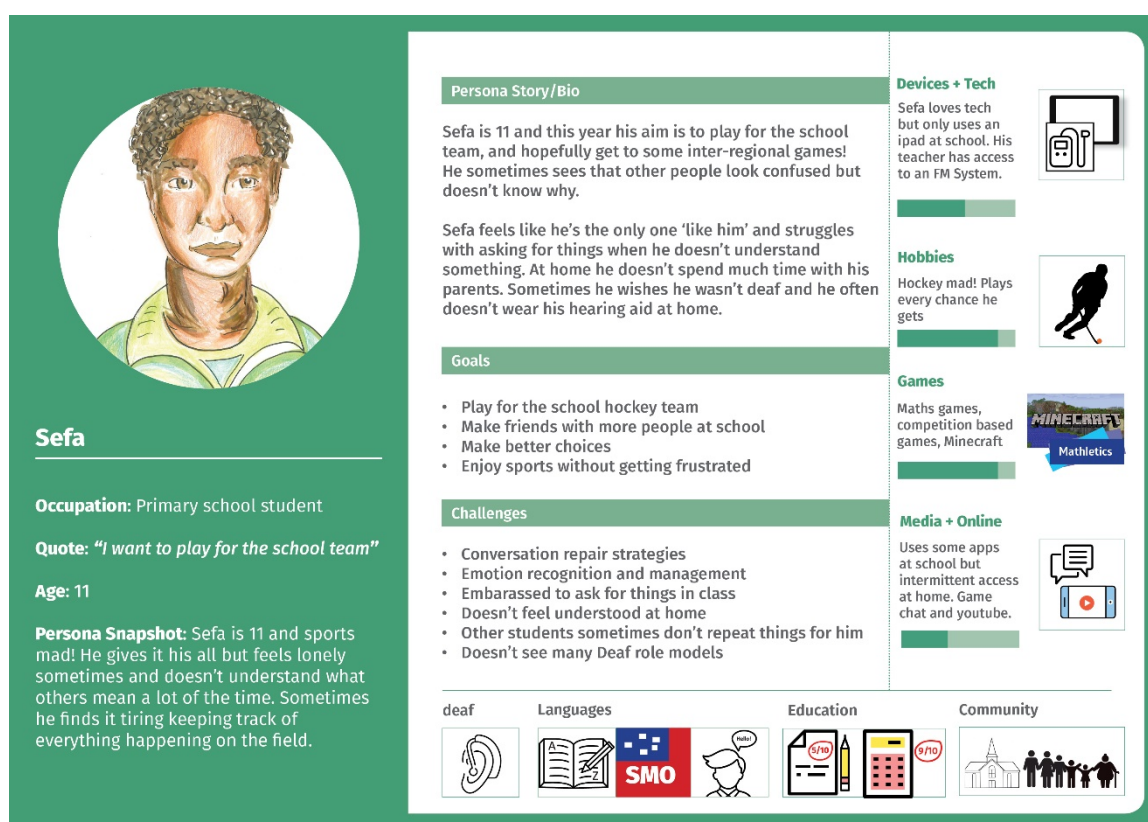 Sefa
Occupation: Primary school student
Quote: “I want to play for the school team”
Age: 11
Persona Snapshot: Sefa is 11 and sports
mad! He gives it his all but feels lonely
sometimes and doesn’t understand what
others mean a lot of the time. Sometimes
he finds it tiring keeping track of
everything happening on the field.
Persona Story/Bio
Sefa is 11 and this year his aim is to play for the school
team, and hopefully get to some inter-regional games!
He sometimes sees that other people look confused but
doesn’t know why.
Sefa feels like he’s the only one ‘like him’ and struggles
with asking for things when he doesn’t understand
something. At home he doesn’t spend much time with his
parents. Sometimes he wishes he wasn’t deaf and he often
doesn’t wear his hearing aid at home.
Goals
• Play for the school hockey team
• Make friends with more people at school
• Make better choices
• Enjoy sports without getting frustrated
Challenges
• Conversation repair strategies
• Emotion recognition and management
• Embarassed to ask for things in class
• Doesn’t feel understood at home
• Other students sometimes don’t repeat things for him
• Doesn’t see many Deaf role models
Devices + Tech
Sefa loves tech
but only uses an
ipad at school. His
teacher has access
to an FM System.
Hobbies
Hockey mad! Plays
every chance he
gets
Games
Maths games,
competition based
games, Minecraft
MINECRAFT
Mathletics
Media + Online
Uses some apps
at school but
intermittent access
at home. Game
chat and youtube.
deaf
Languages
A
Z
SMO
Hello!
Education
5/10
9/10
Community